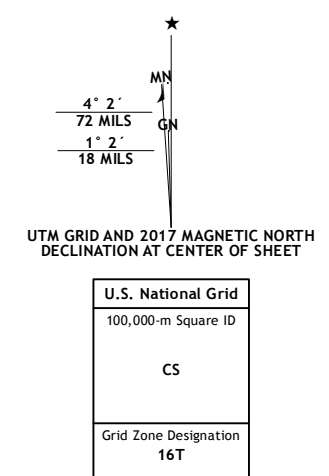 ★
MN
4° 2´
72 MILS
GN
1° 2´
18 MILS
UTM GRID AND 2017 MAGNETIC NORTH
DECLINATION AT CENTER OF SHEET
U.S. National Grid
100,000-m Square ID
CS
Grid Zone Designation
16T